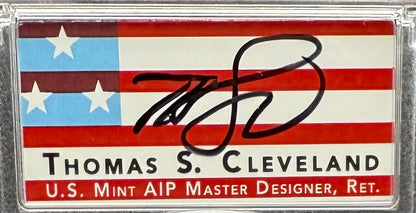 THOMAS S. CLEVELAND
U.S. MINT AIP MASTER DESIGNER, RET.